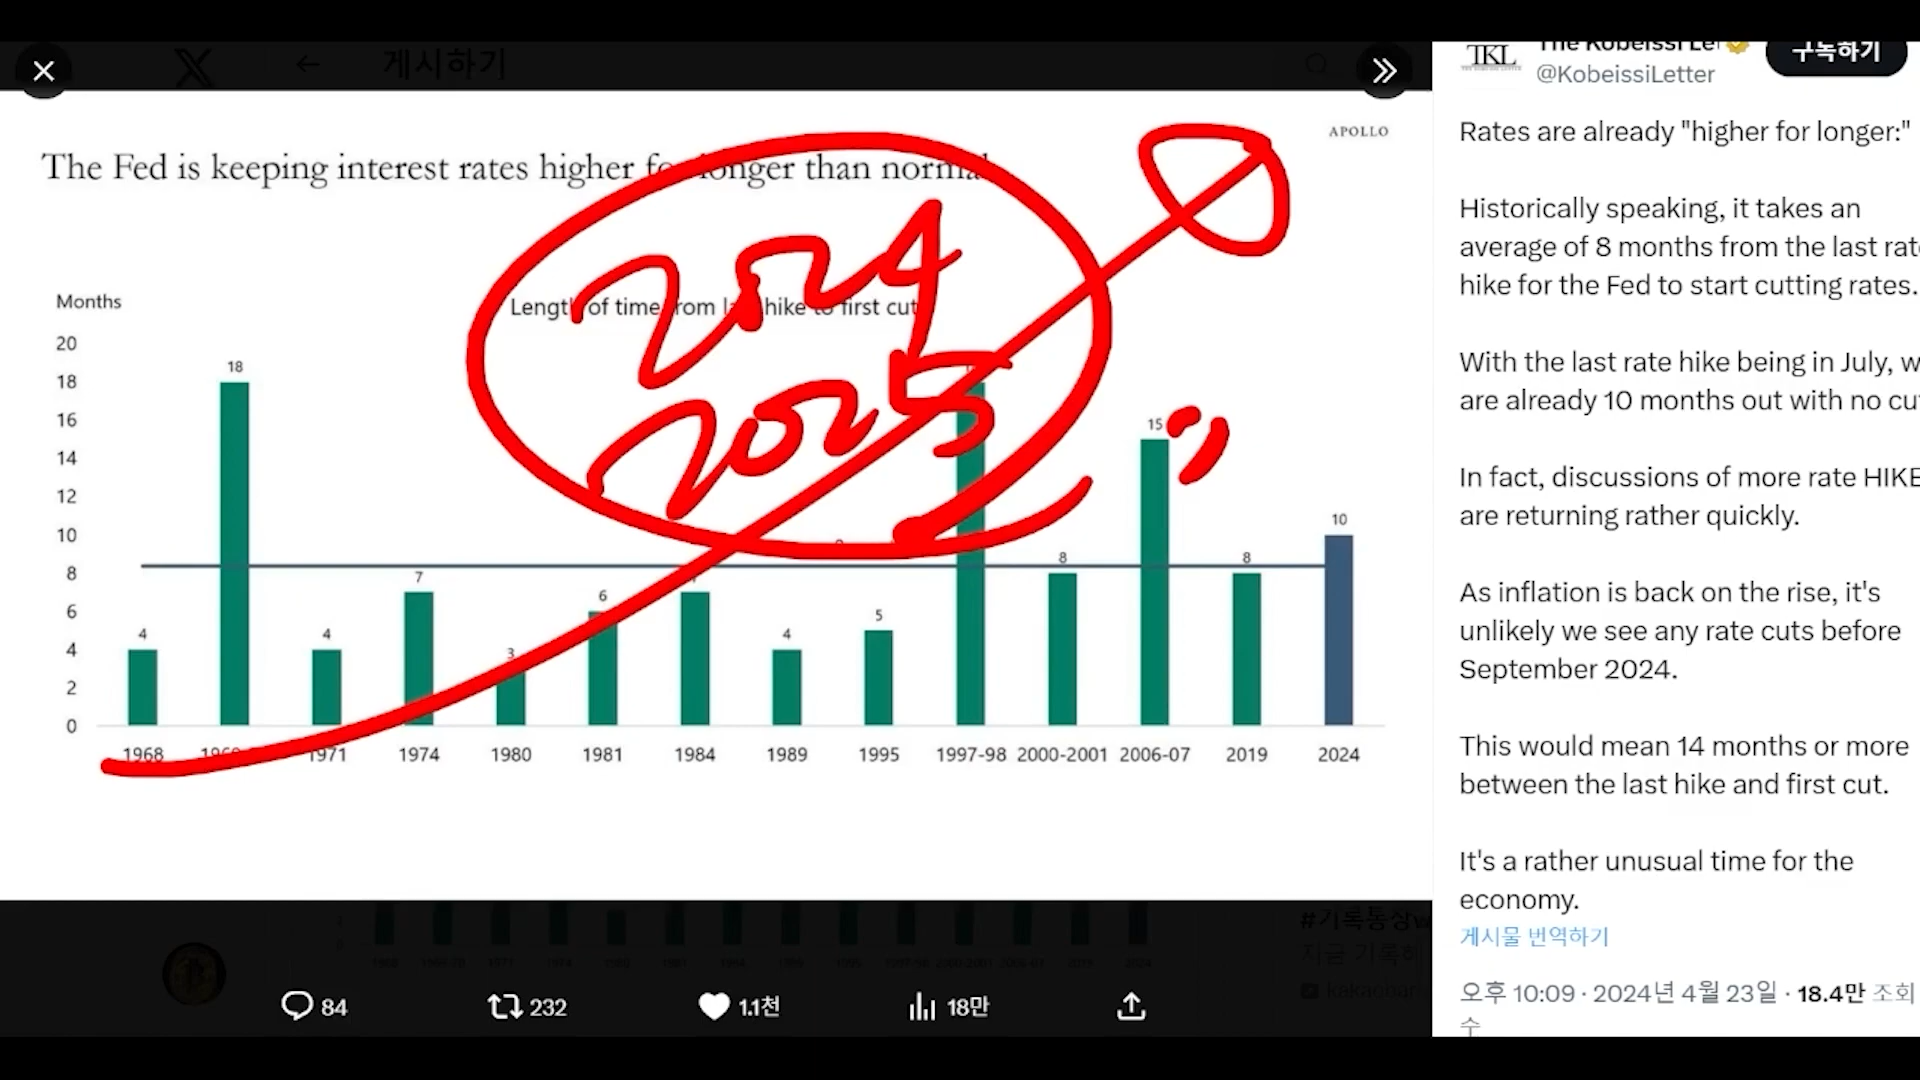 게시하기
APOLLO
The Fed is keeping interest rates higher for longer than normal
2024
2025
Months
Length of time from last hike to first cut
20
18
16
14
12
10
8
6
4
2
0
4
18
4
7
3
6
4
5
8
15
8
10
1968
1971
1974
1980
1981
1984
1989
1995
1997-98
2000-2001
2006-07
2019
2024
84
232
1.1천
18만
TKL
@KobeissiLetter
구독하기
Rates are already "higher for longer:"
Historically speaking, it takes an
average of 8 months from the last rat
hike for the Fed to start cutting rates.
With the last rate hike being in July, w
are already 10 months out with no cu
In fact, discussions of more rate HIKE
are returning rather quickly.
As inflation is back on the rise, it's
unlikely we see any rate cuts before
September 2024.
This would mean 14 months or more
between the last hike and first cut.
It's a rather unusual time for the
economy.
게시물 번역하기
오후 10:09 · 2024년 4월 23일 · 18.4만 조회
수